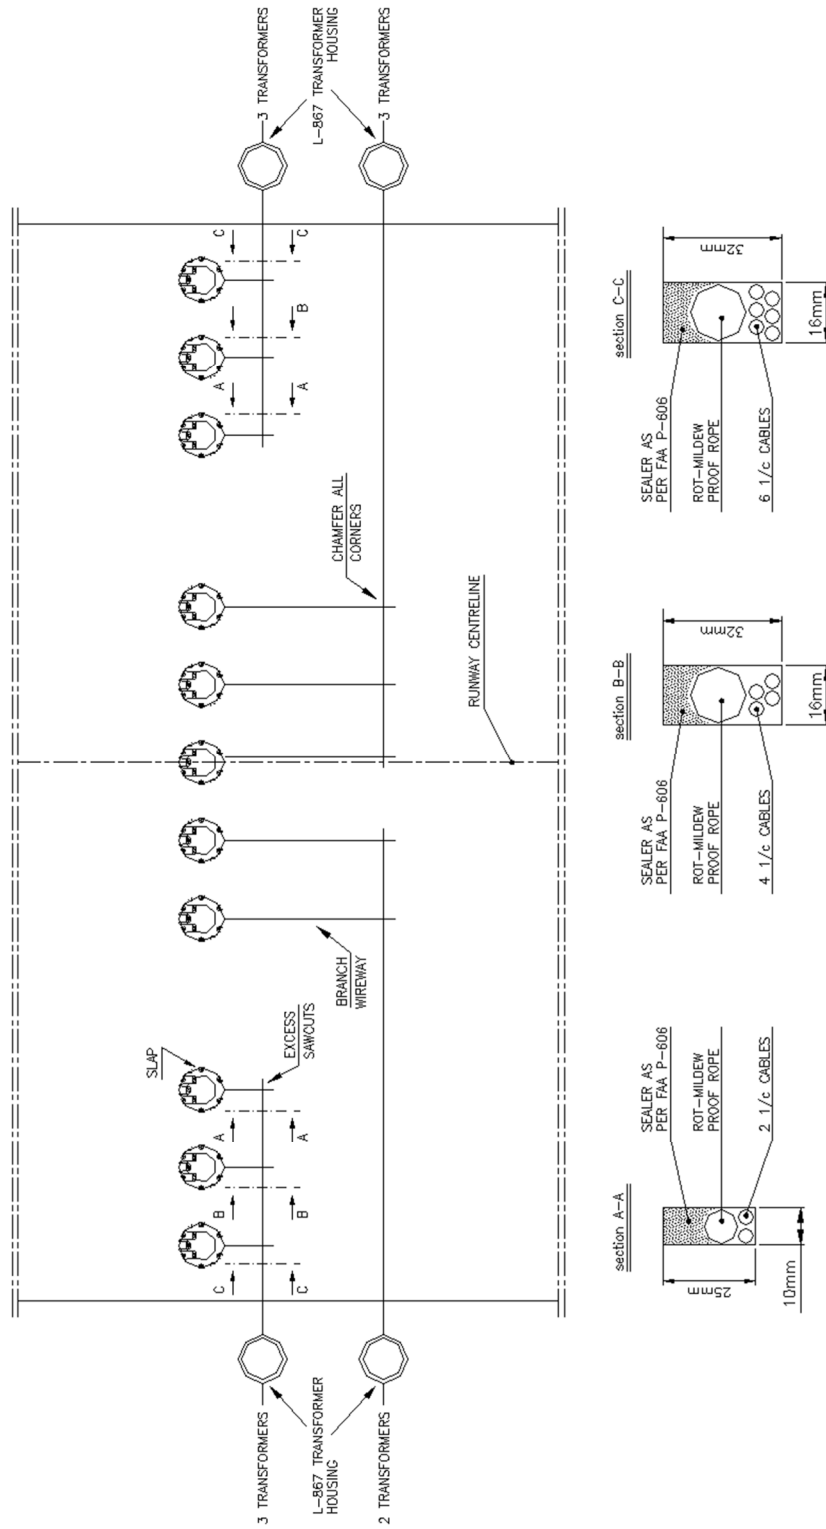 SLAP
C
B
A
A
C
3 TRANSFORMERS
3 TRANSFORMERS
EXCESS
SAWCUTS
C
B
A
A
B
C
L-867 TRANSFORMER
HOUSING
BRANCH
WIREWAY
CHAMFER ALL
CORNERS
L-867 TRANSFORMER
HOUSING
2 TRANSFORMERS
3 TRANSFORMERS
RUNWAY CENTRELINE
section A-A
SEALER AS
PER FAA P-606
ROT-MILDEW
PROOF ROPE
2 1/c CABLES
25mm
10mm
section B-B
SEALER AS
PER FAA P-606
ROT-MILDEW
PROOF ROPE
4 1/c CABLES
32mm
16mm
section C-C
SEALER AS
PER FAA P-606
ROT-MILDEW
PROOF ROPE
6 1/c CABLES
32mm
16mm